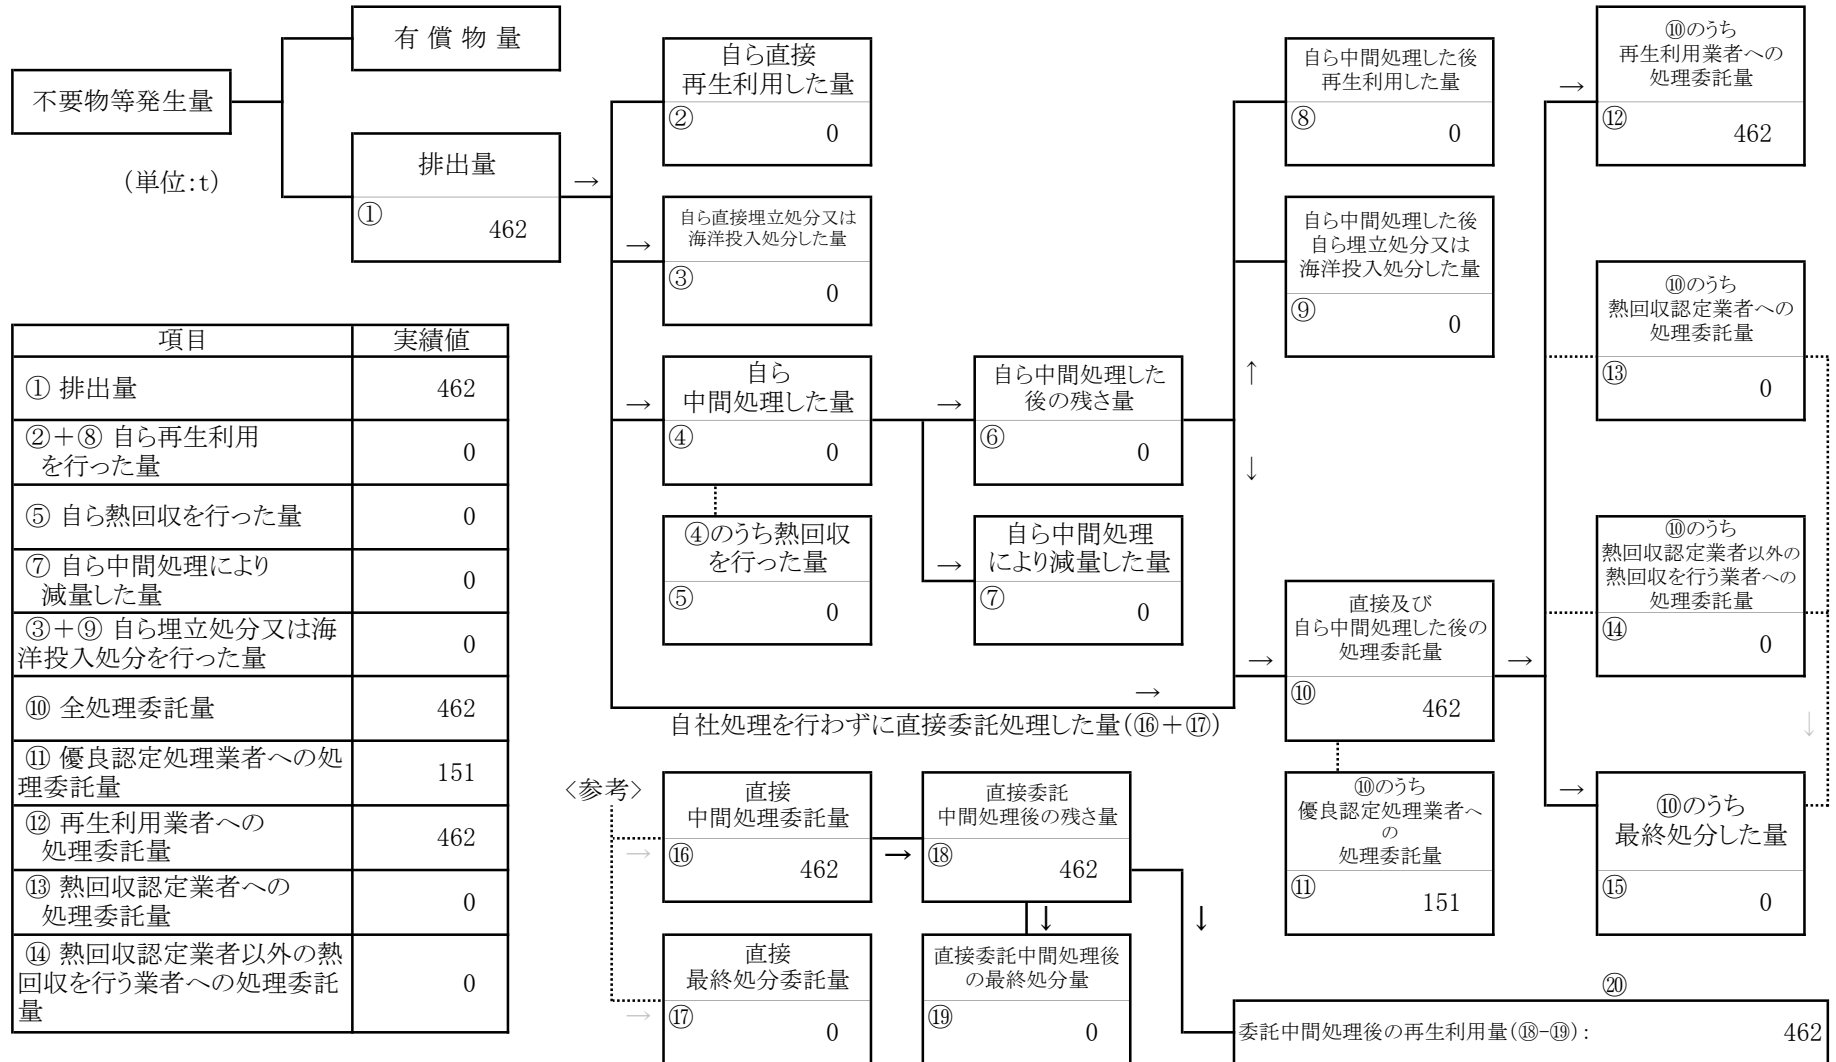 有 償 物 量
不要物等発生量
(単位:t)
排出量
①
462
→
自ら直接
再生利用した量
②
0
→
自ら直接埋立処分又は
海洋投入処分した量
③
0
→
自ら
中間処理した量
④
0
④のうち熱回収
を行った量
⑤
0
→
自ら中間処理した
後の残さ量
⑥
0
→
自ら中間処理
により減量した量
⑦
0
↑
↓
自ら中間処理した後
再生利用した量
⑧
0
自ら中間処理した後
自ら埋立処分又は
海洋投入処分した量
⑨
0
→
自社処理を行わずに直接委託処理した量(⑯+⑰)
→
直接及び
自ら中間処理した後の
処理委託量
⑩
462
→
⑩のうち
優良認定処理業者へ
の
処理委託量
⑪
151
→
⑩のうち
再生利用業者への
処理委託量
⑫
462
⑩のうち
熱回収認定業者への
処理委託量
⑬
0
⑩のうち
熱回収認定業者以外の
熱回収を行う業者への
処理委託量
⑭
0
↓
→
⑩のうち
最終処分した量
⑮
0
項目 実績値
① 排出量 462
②+⑧ 自ら再生利用
を行った量 0
⑤ 自ら熱回収を行った量 0
⑦ 自ら中間処理により
減量した量 0
③+⑨ 自ら埋立処分又は海
洋投入処分を行った量 0
⑩ 全処理委託量 462
⑪ 優良認定処理業者への処
理委託量 151
⑫ 再生利用業者への
処理委託量 462
⑬ 熱回収認定業者への
処理委託量 0
⑭ 熱回収認定業者以外の熱
回収を行う業者への処理委託
量 0
〈参考〉
→
直接
中間処理委託量
⑯
462
→
直接委託
中間処理後の残さ量
⑱
462
↓
↓
→
直接
最終処分委託量
⑰
0
直接委託中間処理後
の最終処分量
⑲
0
⑳
委託中間処理後の再生利用量(⑱-⑲): 462